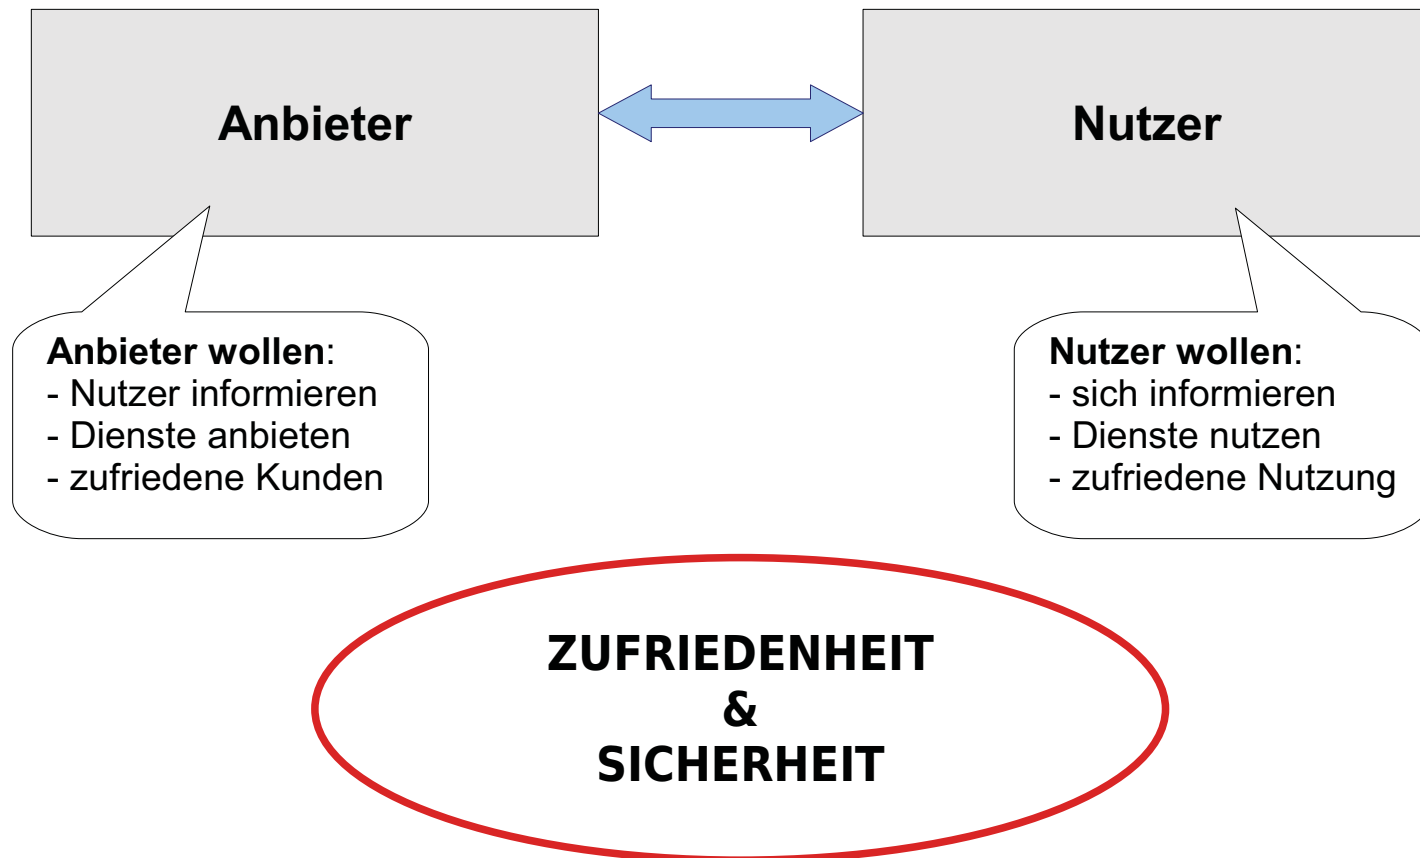 Anbieter
Nutzer
Anbieter wollen:
- Nutzer informieren
- Dienste anbieten
- zufriedene Kunden
Nutzer wollen:
- sich informieren
- Dienste nutzen
- zufriedene Nutzung
ZUFRIEDENHEIT
&
SICHERHEIT